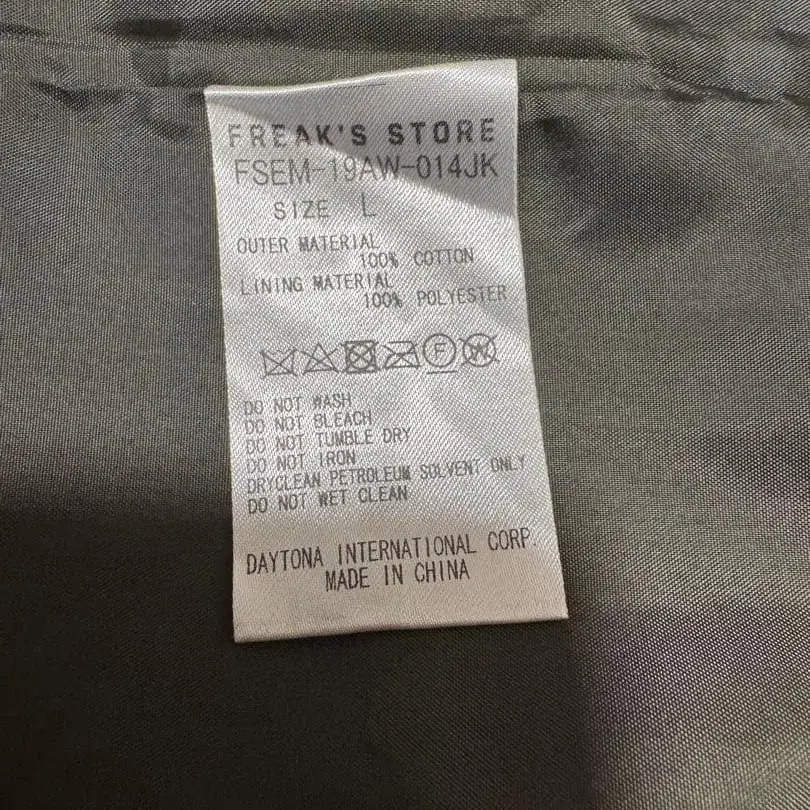 FREAK'S STORE
FSEM-19AW-014JK
SIZE L
OUTER MATERIAL
100% COTTON
LINING MATERIAL
100% POLYESTER
F W
DO NOT WASH
DO NOT BLEACH
DO NOT TUMBLE DRY
DO NOT IRON
DRYCLEAN PETROLEUM SOLVENT ONLY
DO NOT WET CLEAN
DAYTONA INTERNATIONAL CORP.
MADE IN CHINA